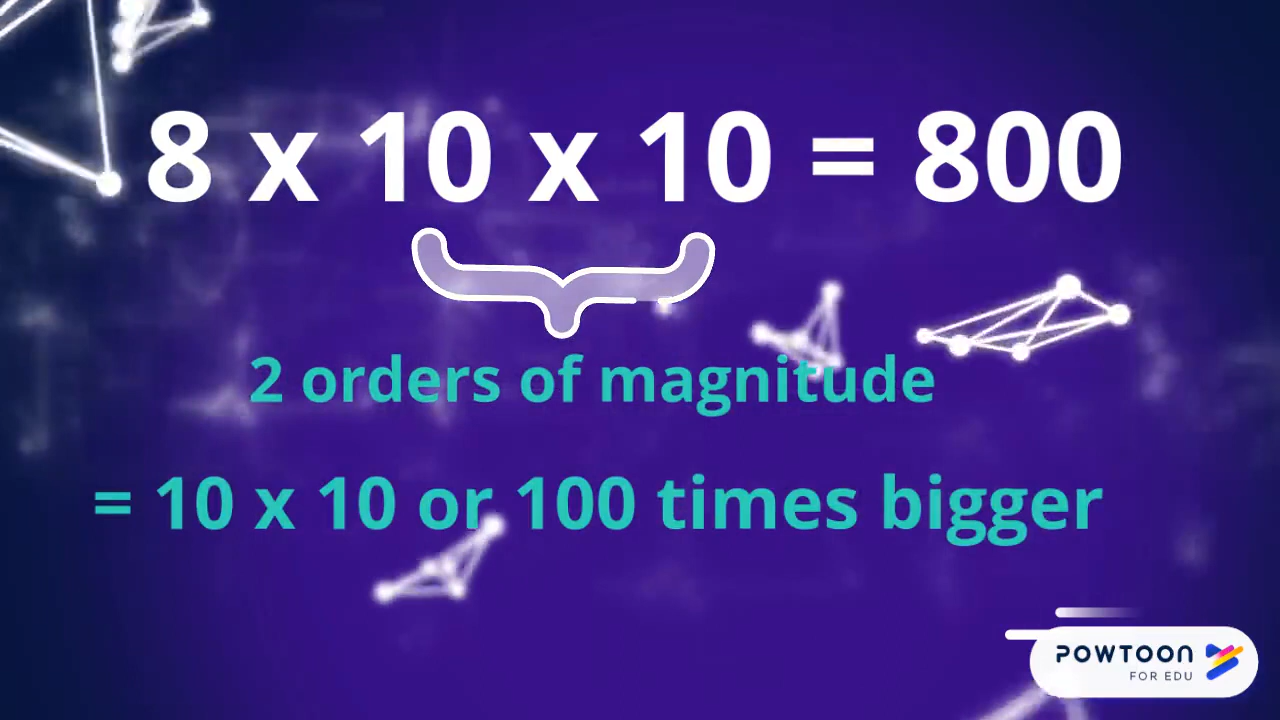 8 x 10 x 10 = 800
2 orders of magnitude
= 10 x 10 or 100 times bigger
POWTOON
FOR EDU